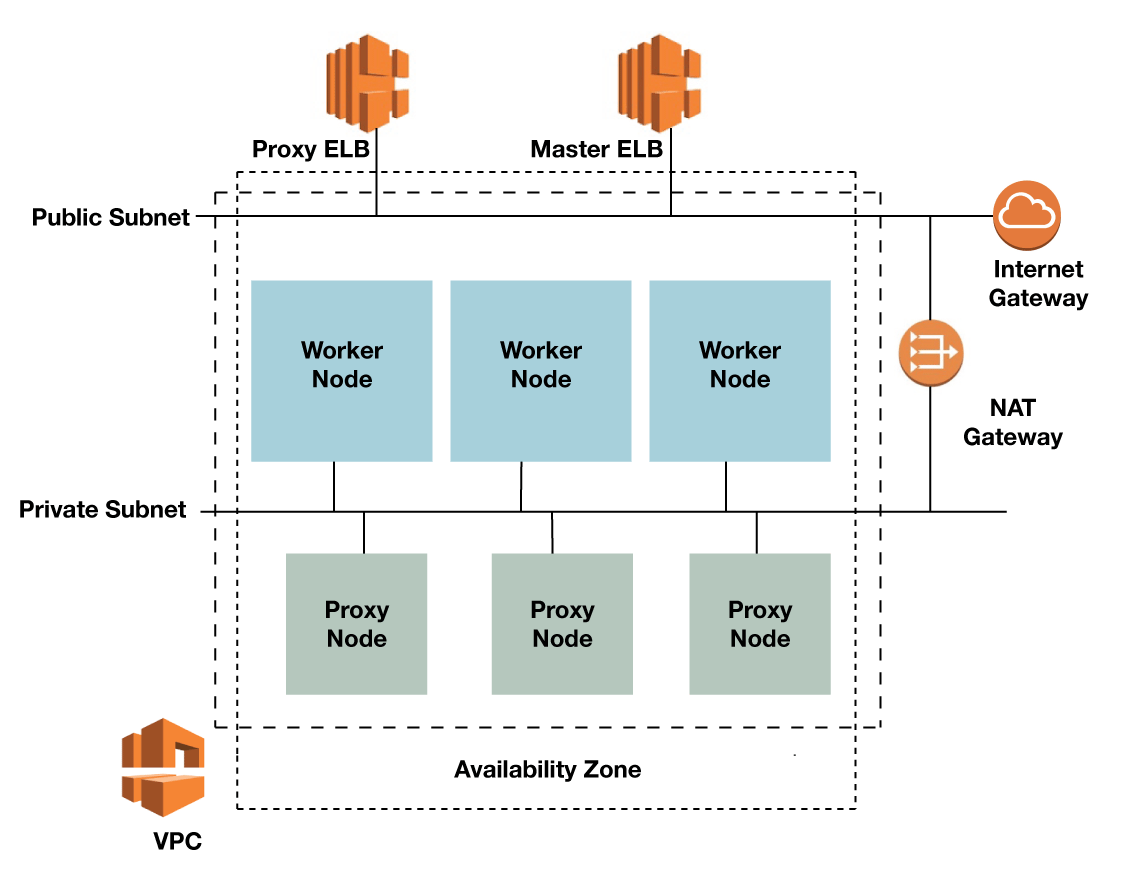 Proxy ELB
Master ELB
Public Subnet
Internet
Gateway
Worker
Node
Worker
Node
Worker
Node
NAT
Gateway
Private Subnet
Proxy
Node
Proxy
Node
Proxy
Node
Availability Zone
VPC